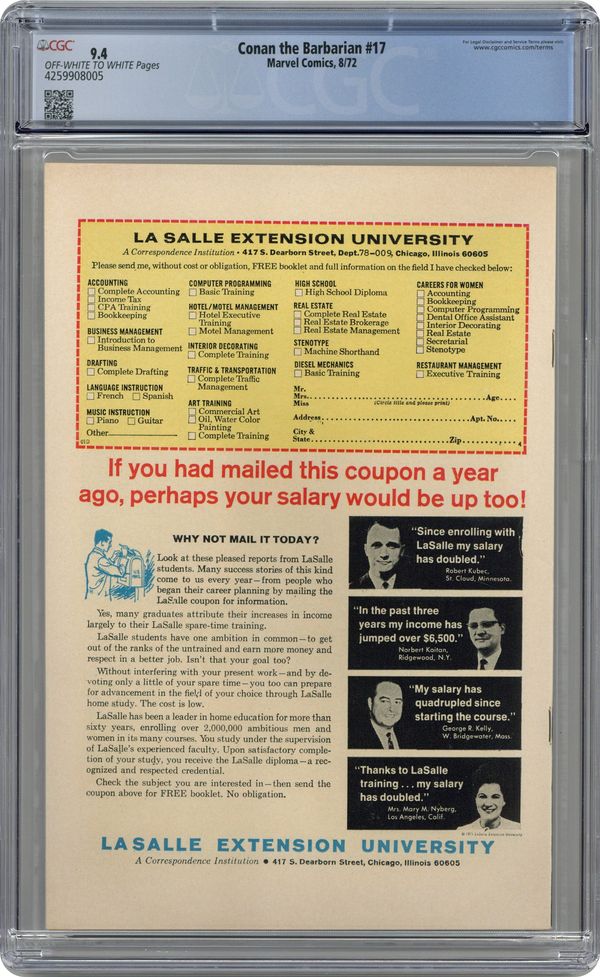 CGC
9.4
OFF-WHITE TO WHITE Pages
4259908005
Conan the Barbarian #17
Marvel Comics, 8/72
For Legal Disclaimer and Service Terms please visit:
www.cgccomics.com/terms
CGC
LA SALLE EXTENSION UNIVERSITY
A Correspondence Institution • 417 S. Dearborn Street, Dept. 78-009, Chicago, Illinois 60605
Please send me, without cost or obligation, FREE booklet and full information on the field I have checked below:
ACCOUNTING
Complete Accounting
Income Tax
CPA Training
Bookkeeping
BUSINESS MANAGEMENT
Introduction to
Business Management
DRAFTING
Complete Drafting
LANGUAGE INSTRUCTION
French Spanish
MUSIC INSTRUCTION
Piano Guitar
Other
COMPUTER PROGRAMMING
Basic Training
HOTEL/MOTEL MANAGEMENT
Hotel Executive
Training
Motel Management
INTERIOR DECORATING
Complete Training
TRAFFIC & TRANSPORTATION
Complete Traffic
Management
ART TRAINING
Commercial Art
Oil, Water Color
Painting
Complete Training
HIGH SCHOOL
High School Diploma
REAL ESTATE
Complete Real Estate
Real Estate Brokerage
Real Estate Management
STENOTYPE
Machine Shorthand
DIESEL MECHANICS
Basic Training
CAREERS FOR WOMEN
Accounting
Bookkeeping
Computer Programming
Dental Office Assistant
Interior Decorating
Real Estate
Secretarial
Stenotype
RESTAURANT MANAGEMENT
Executive Training
Mr.
Mrs. Age
Miss (Circle title and please print)
Address Apt. No.
City &
State Zip
If you had mailed this coupon a year
ago, perhaps your salary would be up too!
WHY NOT MAIL IT TODAY?
Look at these pleased reports from LaSalle
students. Many success stories of this kind
come to us every year—from people who
began their career planning by mailing the
LaSalle coupon for information.
Yes, many graduates attribute their increases in income
largely to their LaSalle spare-time training.
LaSalle students have one ambition in common—to get
out of the ranks of the untrained and earn more money and
respect in a better job. Isn't that your goal too?
Without interfering with your present work—and by de-
voting only a little of your spare time—you too can prepare
for advancement in the field of your choice through LaSalle
home study. The cost is low.
LaSalle has been a leader in home education for more than
sixty years, enrolling over 2,000,000 ambitious men and
women in its many courses. You study under the supervision
of LaSalle's experienced faculty. Upon satisfactory comple-
tion of your study, you receive the LaSalle diploma—a rec-
ognized and respected credential.
Check the subject you are interested in—then send the
coupon above for FREE booklet. No obligation.
"Since enrolling with
LaSalle my salary
has doubled."
Robert Kubec,
St. Cloud, Minnesota.
"In the past three
years my income has
jumped over $6,500."
Norbert Kaitan,
Ridgewood, N.Y.
"My salary has
quadrupled since
starting the course."
George R. Kelly,
W. Bridgewater, Mass.
"Thanks to LaSalle
training . . . my salary
has doubled."
Mrs. Mary M. Nyberg,
Los Angeles, Calif.
© 1971 LaSalle Extension University
LASALLE EXTENSION UNIVERSITY
A Correspondence Institution • 417 S. Dearborn Street, Chicago, Illinois 60605